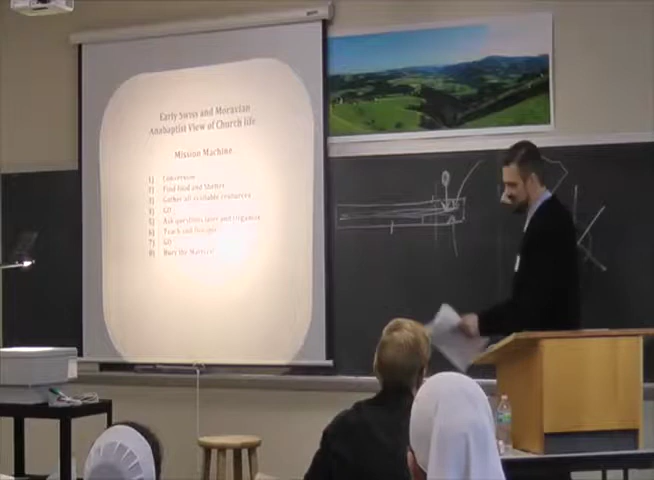 Early Swiss and Moravian
Anabaptist View of Church life
Mission Machine
1) Conversion
2) Find food and Shelter
3) Gather all available resources
4) GO
5) Ask questions later and organize
6) Teach and Disciple
7) GO
8) Bury the Martyrs